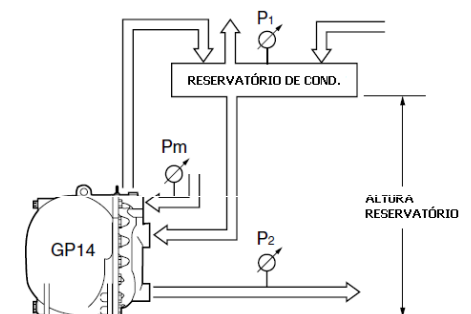 P1
RESERVATÓRIO DE COND.
Pm
ALTURA
RESERVATÓRIO
P2
GP14